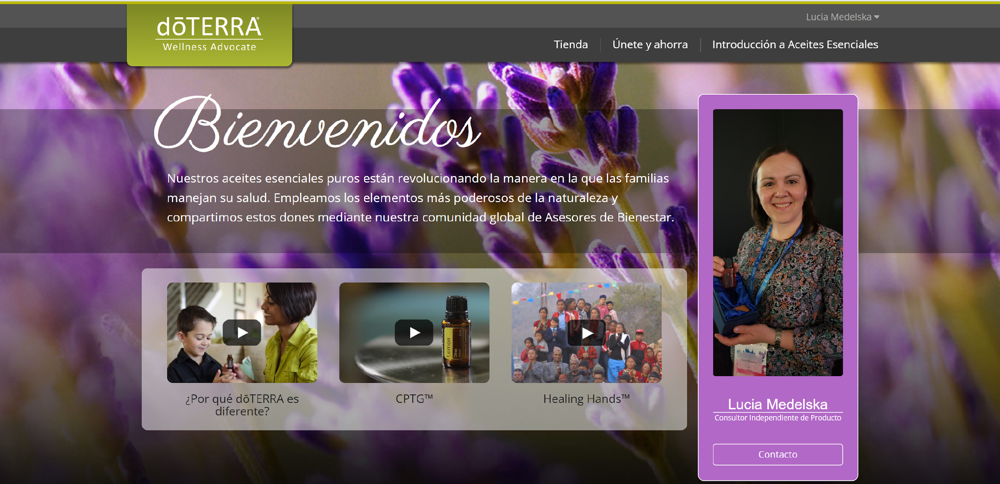 dōTERRA®
Wellness Advocate
Lucia Medelska
Tienda
Únete y ahorra
Introducción a Aceites Esenciales
Bienvenidos
Nuestros aceites esenciales puros están revolucionando la manera en la que las familias
manejan su salud. Empleamos los elementos más poderosos de la naturaleza y
compartimos estos dones mediante nuestra comunidad global de Asesores de Bienestar.
Lemon
Citrus
¿Por qué dōTERRA es
diferente?
CPTG™
Healing Hands™
Lucia Medelska
Consultor Independiente de Producto
Contacto